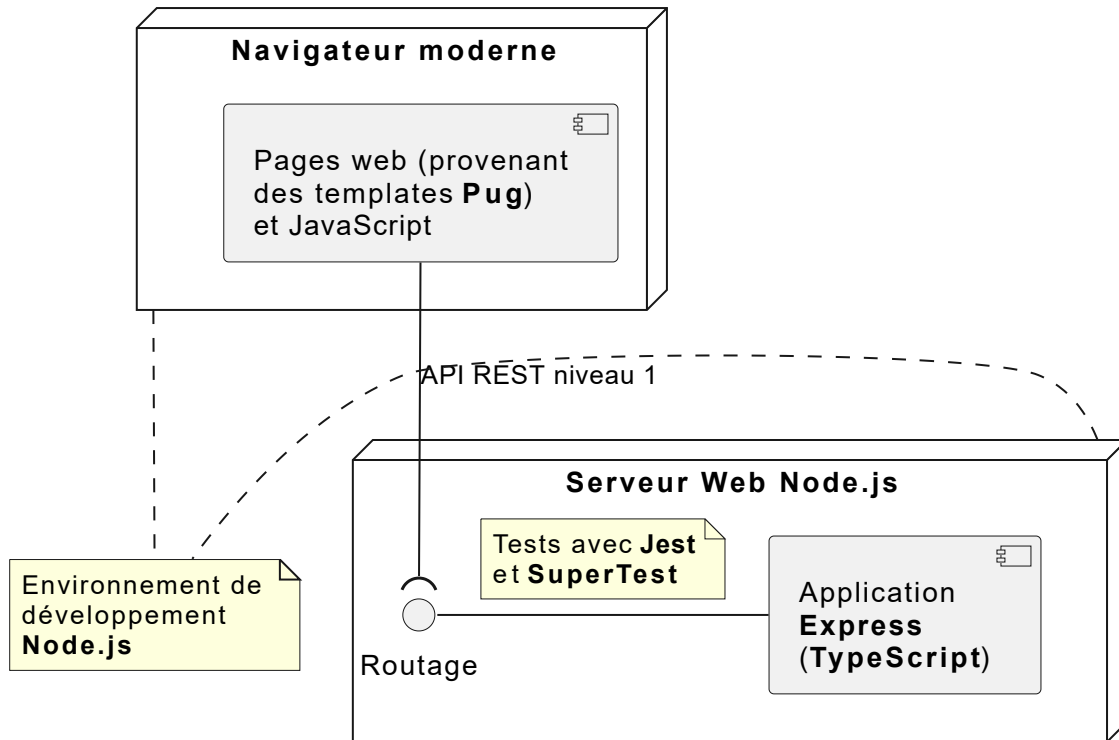 Navigateur moderne
Pages web (provenant
des templates Pug)
et JavaScript
API REST niveau 1
Serveur Web Node.js
Tests avec Jest
et SuperTest
Environnement de
développement
Node.js
Application
Express
(TypeScript)
Routage